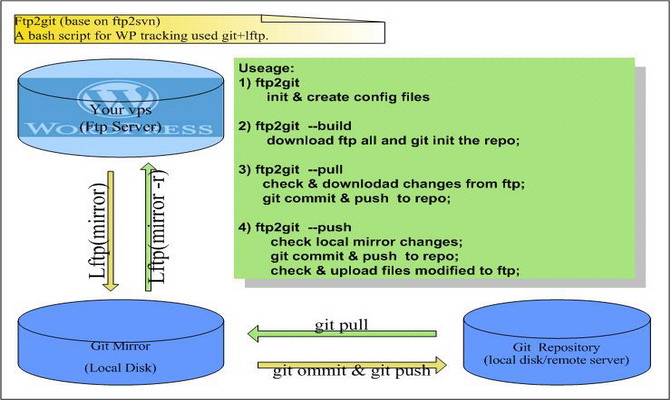 Ftp2git (base on ftp2svn)
A bash script for WP tracking used git+lftp.
Useage:
1) ftp2git
init & create config files
2) ftp2git --build
download ftp all and git init the repo;
3) ftp2git --pull
check & downlodad changes from ftp;
git commit & push to repo;
4) ftp2git --push
check local mirror changes;
git commit & push to repo;
check & upload files modified to ftp;
Your vps
(Ftp Server)
WORDPRESS
Lftp(mirror)
Lftp(mirror -r)
Git Mirror
(Local Disk)
git pull
git ommit & git push
Git Repository
(local disk/remote server)